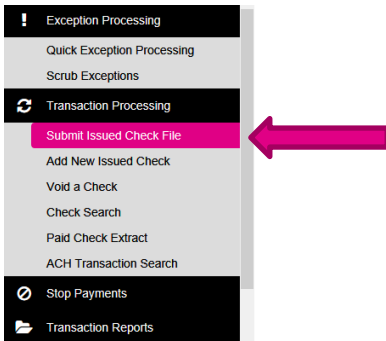 Exception Processing
Quick Exception Processing
Scrub Exceptions
Transaction Processing
Submit Issued Check File
Add New Issued Check
Void a Check
Check Search
Paid Check Extract
ACH Transaction Search
Stop Payments
Transaction Reports